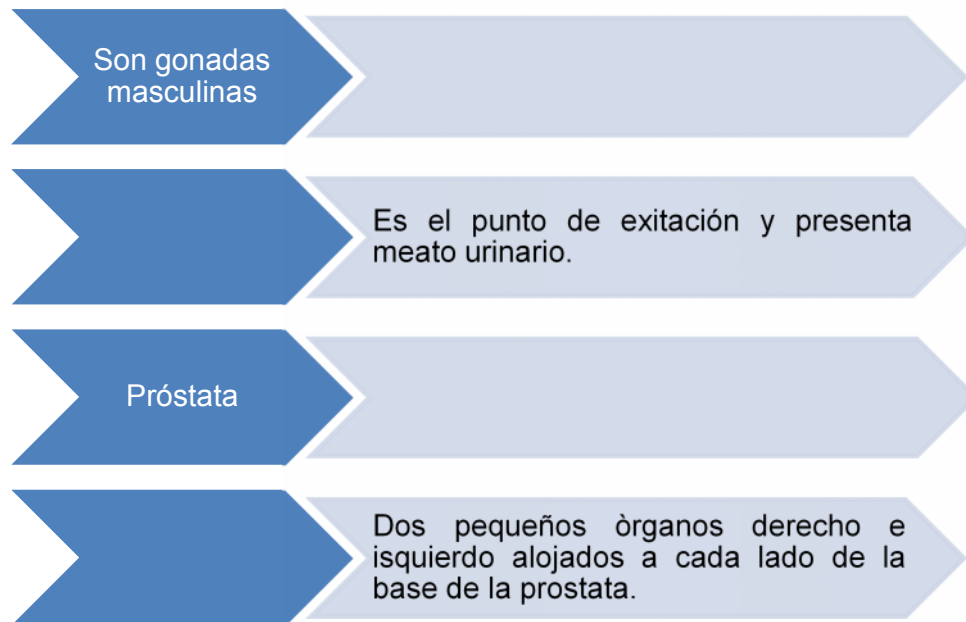 Son gonadas
masculinas
Es el punto de exitación y presenta
meato urinario.
Próstata
Dos pequeños òrganos derecho e
isquierdo alojados a cada lado de la
base de la prostata.